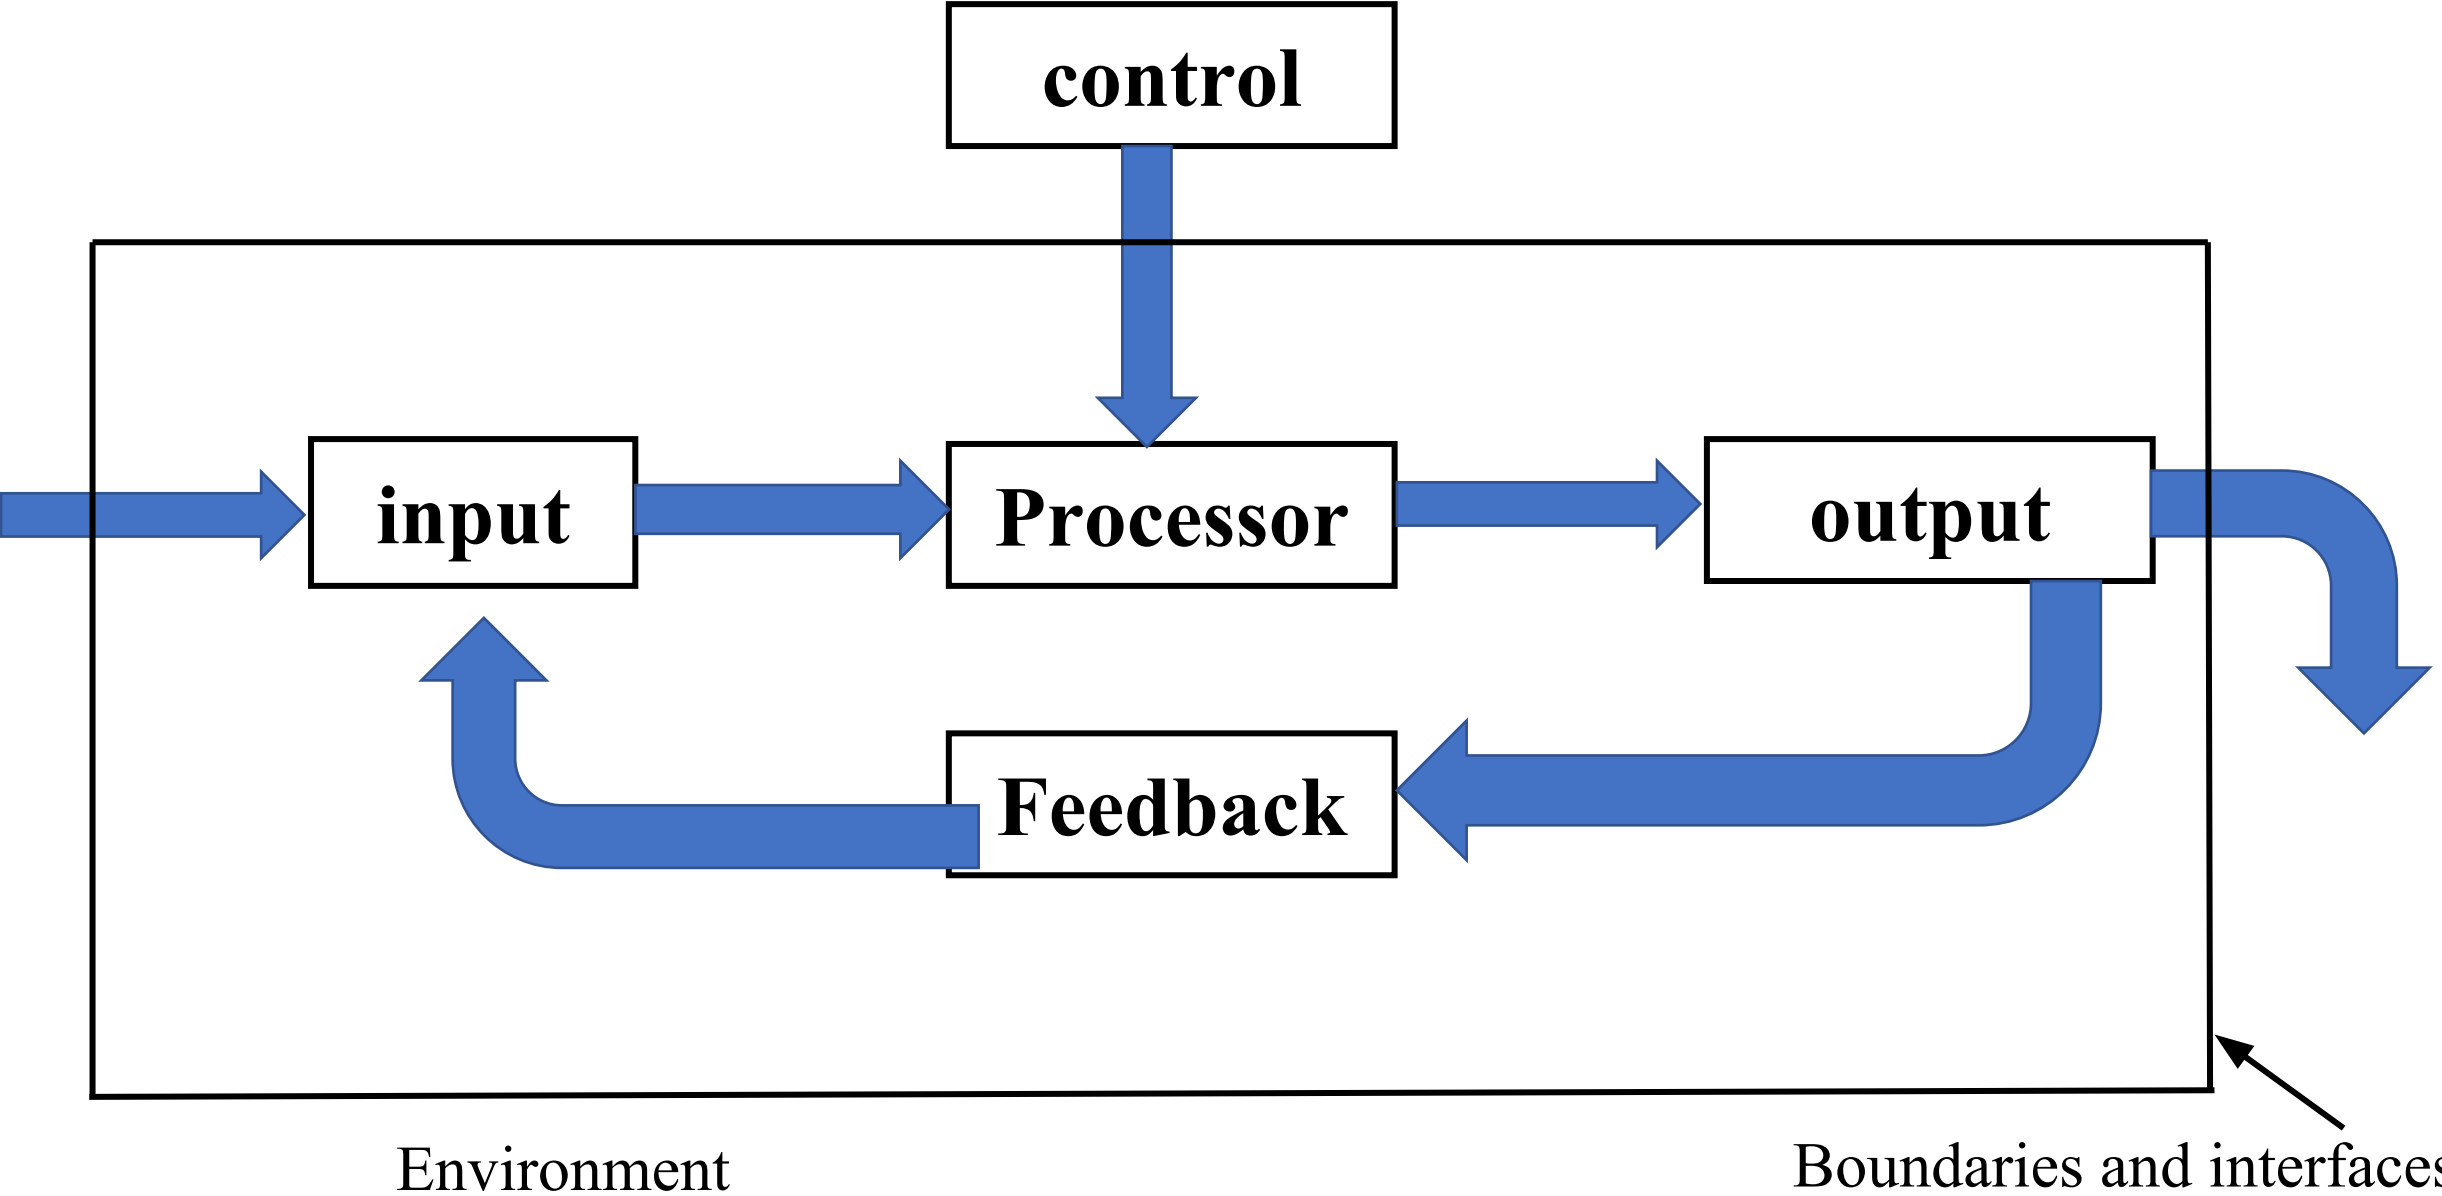 control
input
Processor
output
Feedback
Environment
Boundaries and interfaces